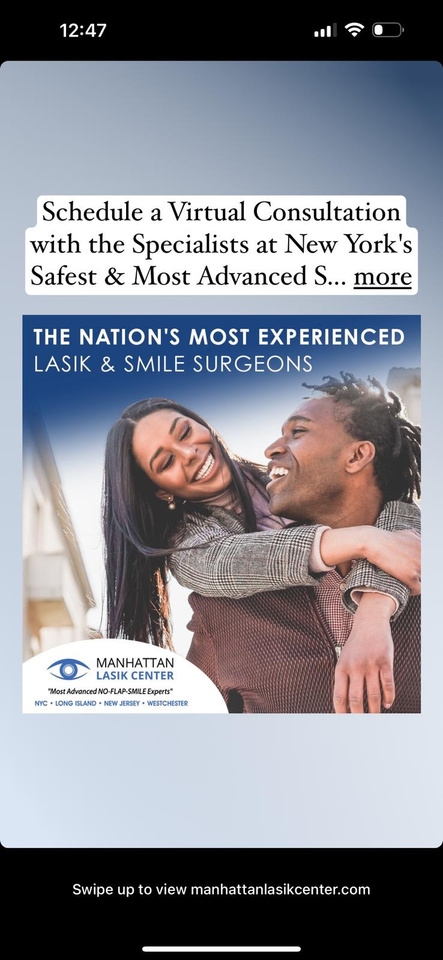 12:47
Schedule a Virtual Consultation
with the Specialists at New York's
Safest & Most Advanced S... more
THE NATION'S MOST EXPERIENCED
LASIK & SMILE SURGEONS
MANHATTAN
LASIK CENTER
"Most Advanced NO-FLAP-SMILE Experts"
NYC • LONG ISLAND • NEW JERSEY • WESTCHESTER
Swipe up to view manhattanlasikcenter.com